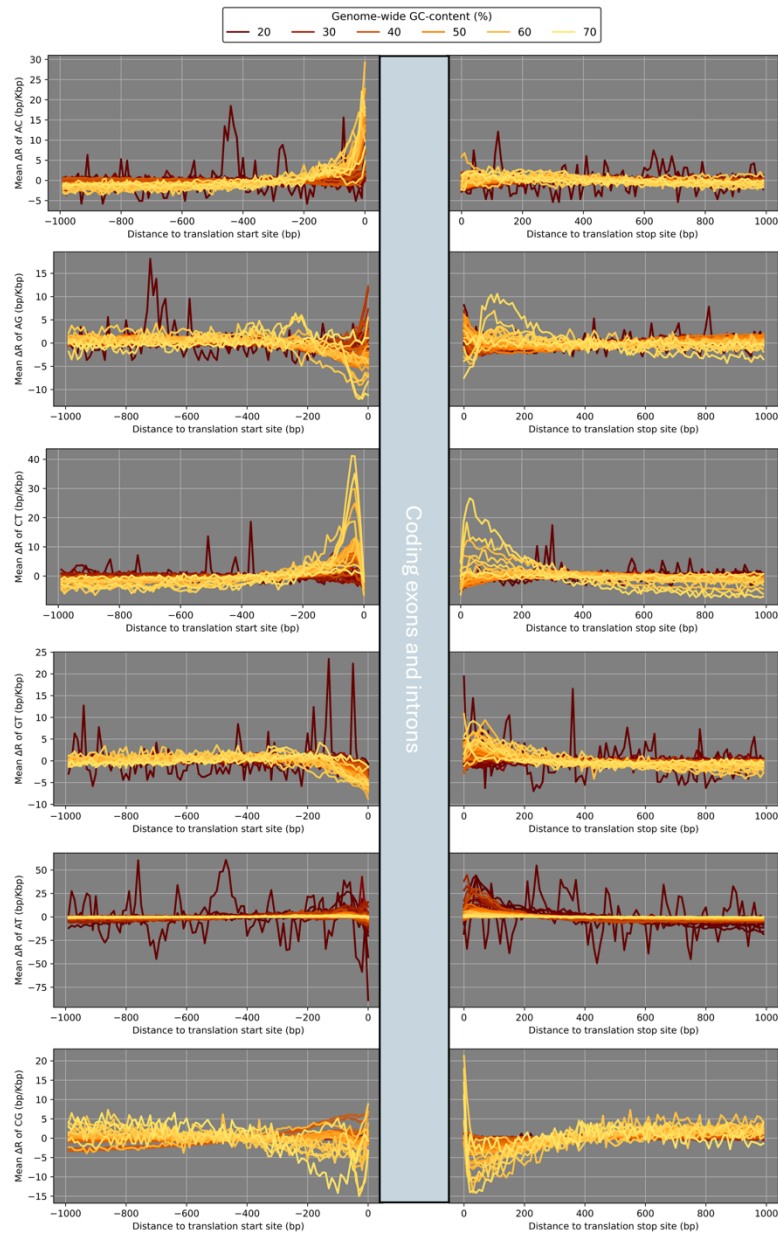 Genome-wide GC-content (%)
20 30 40 50 60 70
Mean ΔR of AC (bp/Kbp)
30
25
20
15
10
5
0
−5
−1000 −800 −600 −400 −200 0
Distance to translation start site (bp)
0 200 400 600 800 1000
Distance to translation stop site (bp)
Mean ΔR of AG (bp/Kbp)
15
10
5
0
−5
−10
−1000 −800 −600 −400 −200 0
Distance to translation start site (bp)
0 200 400 600 800 1000
Distance to translation stop site (bp)
Mean ΔR of CT (bp/Kbp)
40
30
20
10
0
−1000 −800 −600 −400 −200 0
Distance to translation start site (bp)
0 200 400 600 800 1000
Distance to translation stop site (bp)
Coding exons and introns
Mean ΔR of GT (bp/Kbp)
25
20
15
10
5
0
−5
−10
−1000 −800 −600 −400 −200 0
Distance to translation start site (bp)
0 200 400 600 800 1000
Distance to translation stop site (bp)
Mean ΔR of AT (bp/Kbp)
50
25
0
−25
−50
−75
−1000 −800 −600 −400 −200 0
Distance to translation start site (bp)
0 200 400 600 800 1000
Distance to translation stop site (bp)
Mean ΔR of CG (bp/Kbp)
20
15
10
5
0
−5
−10
−15
−1000 −800 −600 −400 −200 0
Distance to translation start site (bp)
0 200 400 600 800 1000
Distance to translation stop site (bp)